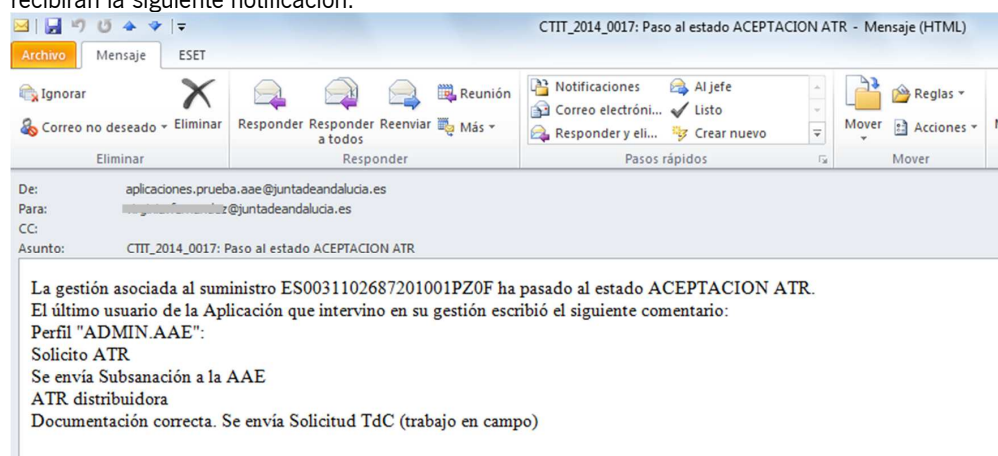 recibirán la siguiente notificación:
CTIT_2014_0017: Paso al estado ACEPTACION ATR - Mensaje (HTML)
Archivo Mensaje ESET
Ignorar
Correo no deseado
Eliminar
Responder
Responder a todos
Reenviar
Reunión
Más
Notificaciones
Correo electróni...
Responder y eli...
Al jefe
Listo
Crear nuevo
Mover
Reglas
Acciones
Eliminar Responder Pasos rápidos Mover
De: aplicaciones.prueba.aae@juntadeandalucia.es
Para: @juntadeandalucia.es
CC:
Asunto: CTIT_2014_0017: Paso al estado ACEPTACION ATR
La gestión asociada al suministro ES0031102687201001PZ0F ha pasado al estado ACEPTACION ATR.
El último usuario de la Aplicación que intervino en su gestión escribió el siguiente comentario:
Perfil "ADMIN.AAE":
Solicito ATR
Se envía Subsanación a la AAE
ATR distribuidora
Documentación correcta. Se envía Solicitud TdC (trabajo en campo)